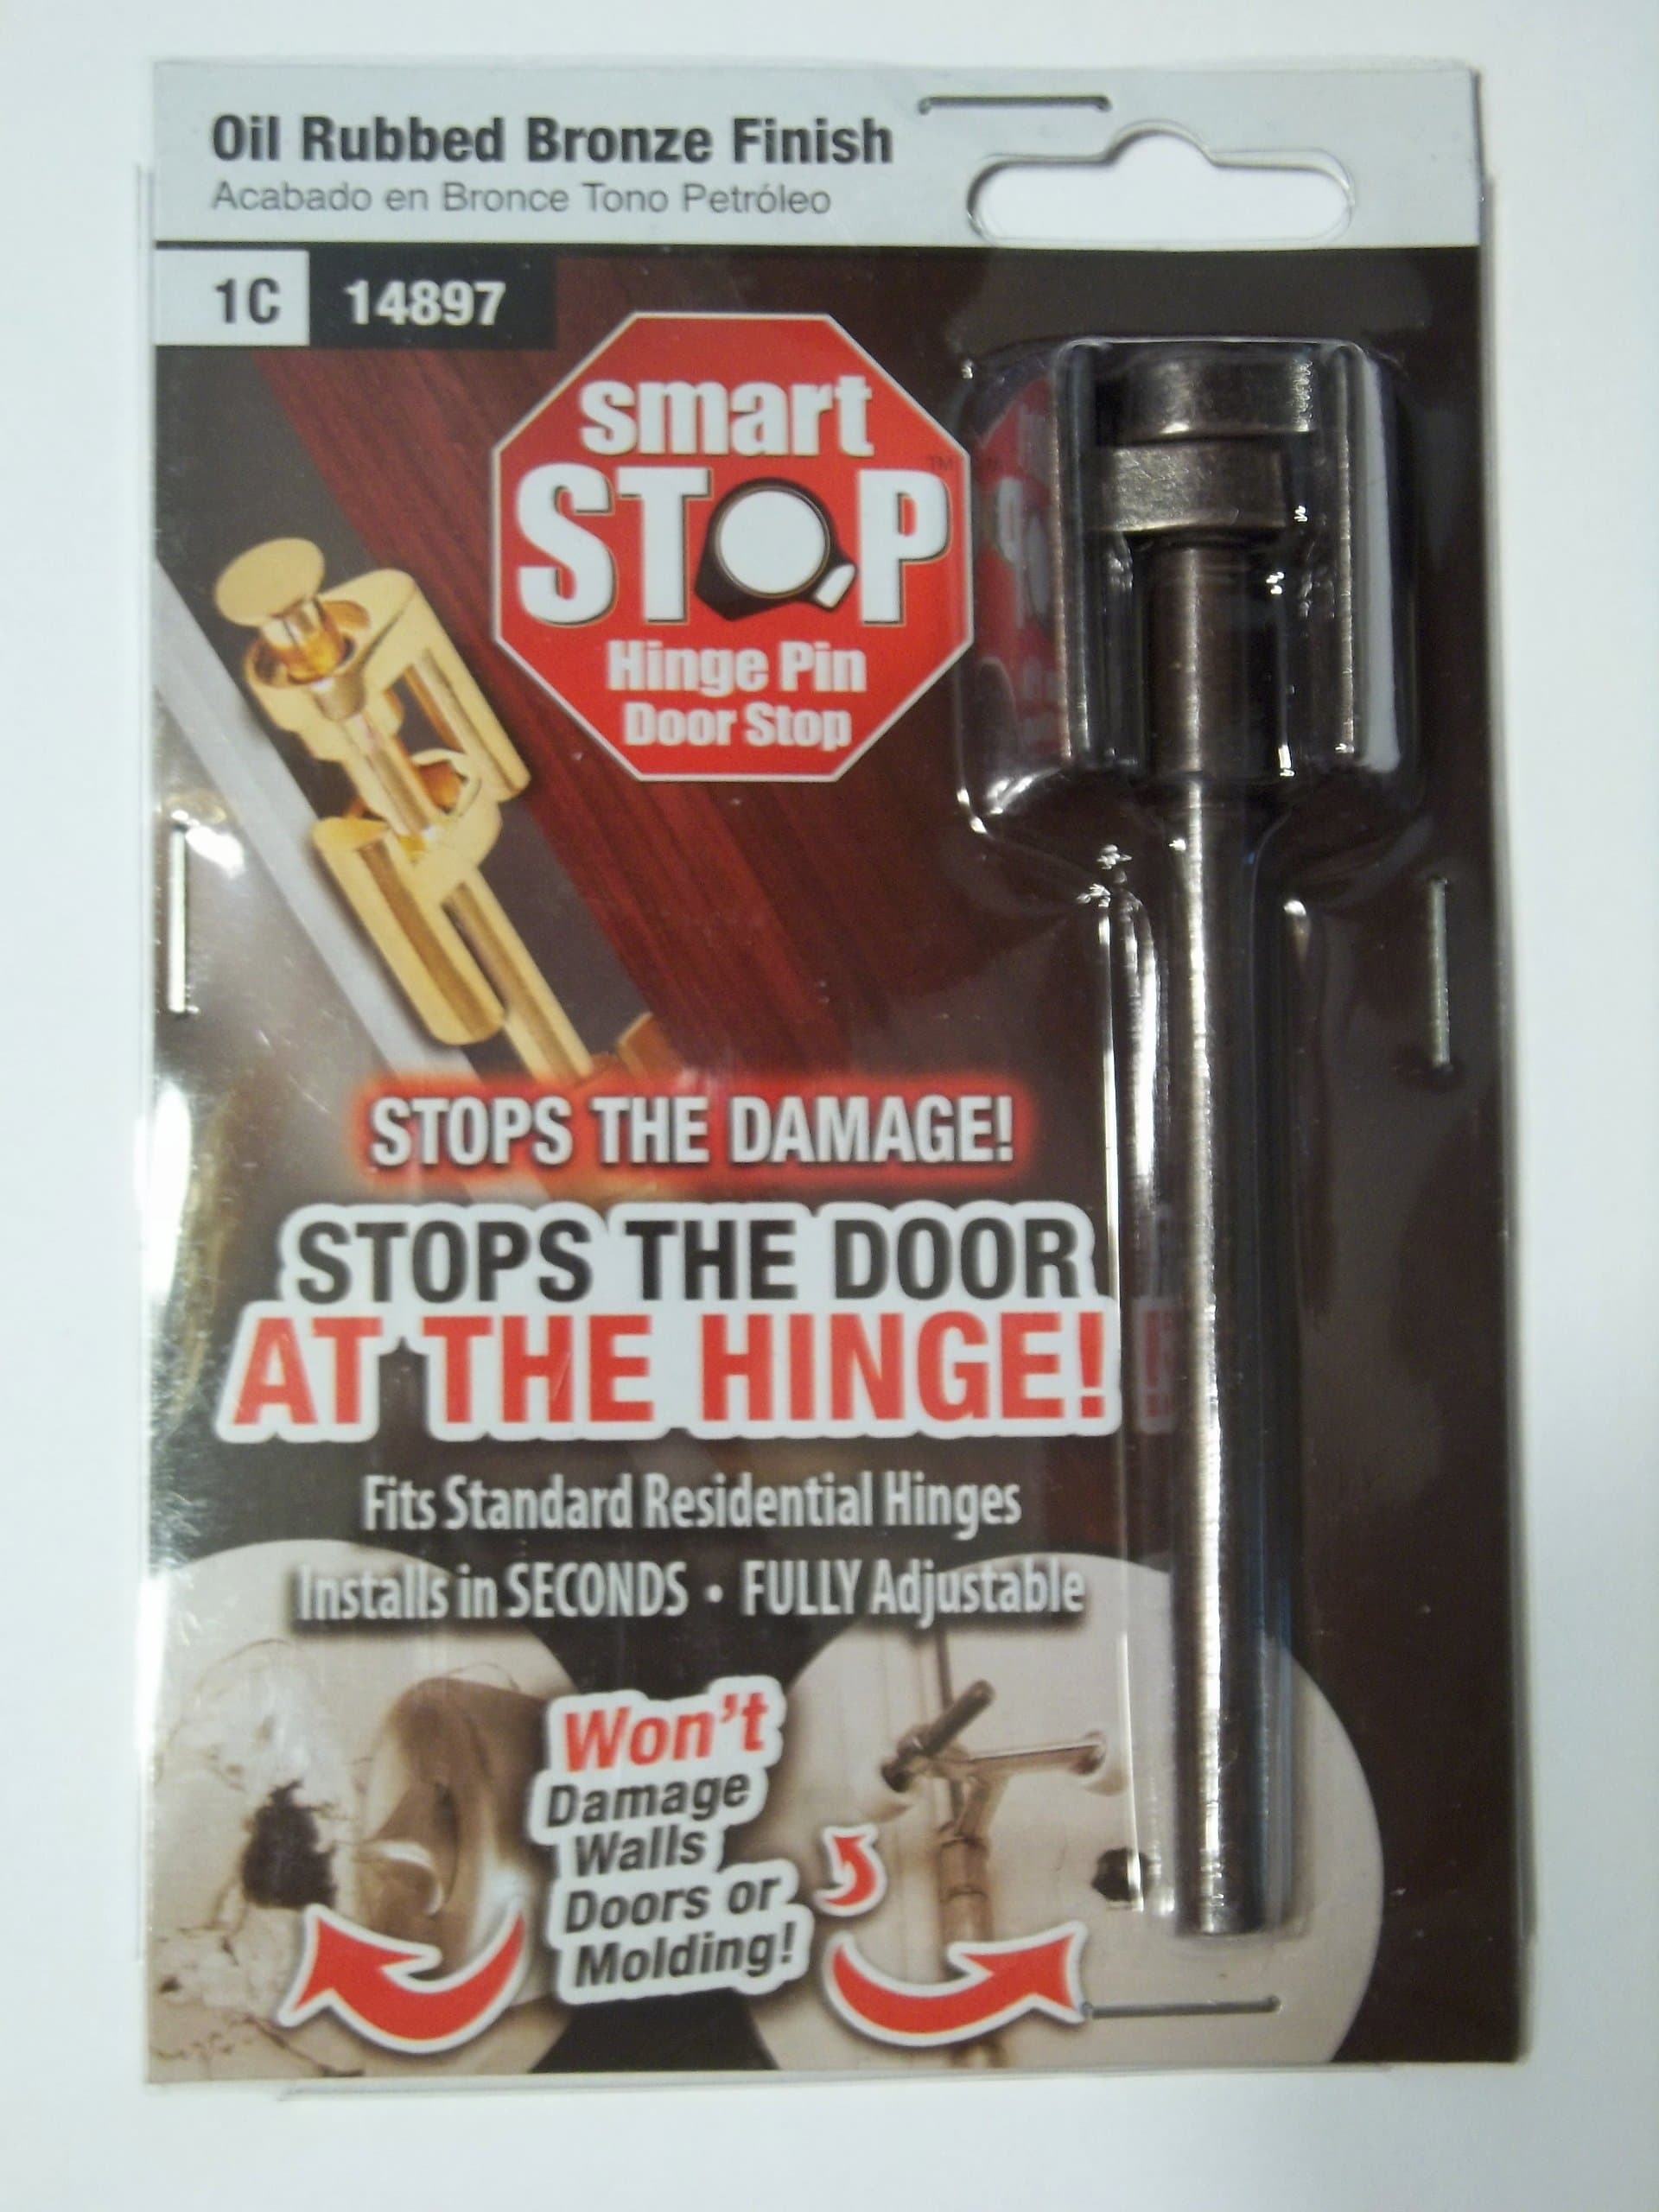 Oil Rubbed Bronze Finish
Acabado en Bronce Tono Petróleo
1C 14897
smart
STOP™
Hinge Pin
Door Stop
STOPS THE DAMAGE!
STOPS THE DOOR
AT THE HINGE!
Fits Standard Residential Hinges
Installs in SECONDS • FULLY Adjustable
Won't
Damage
Walls
Doors or
Molding!